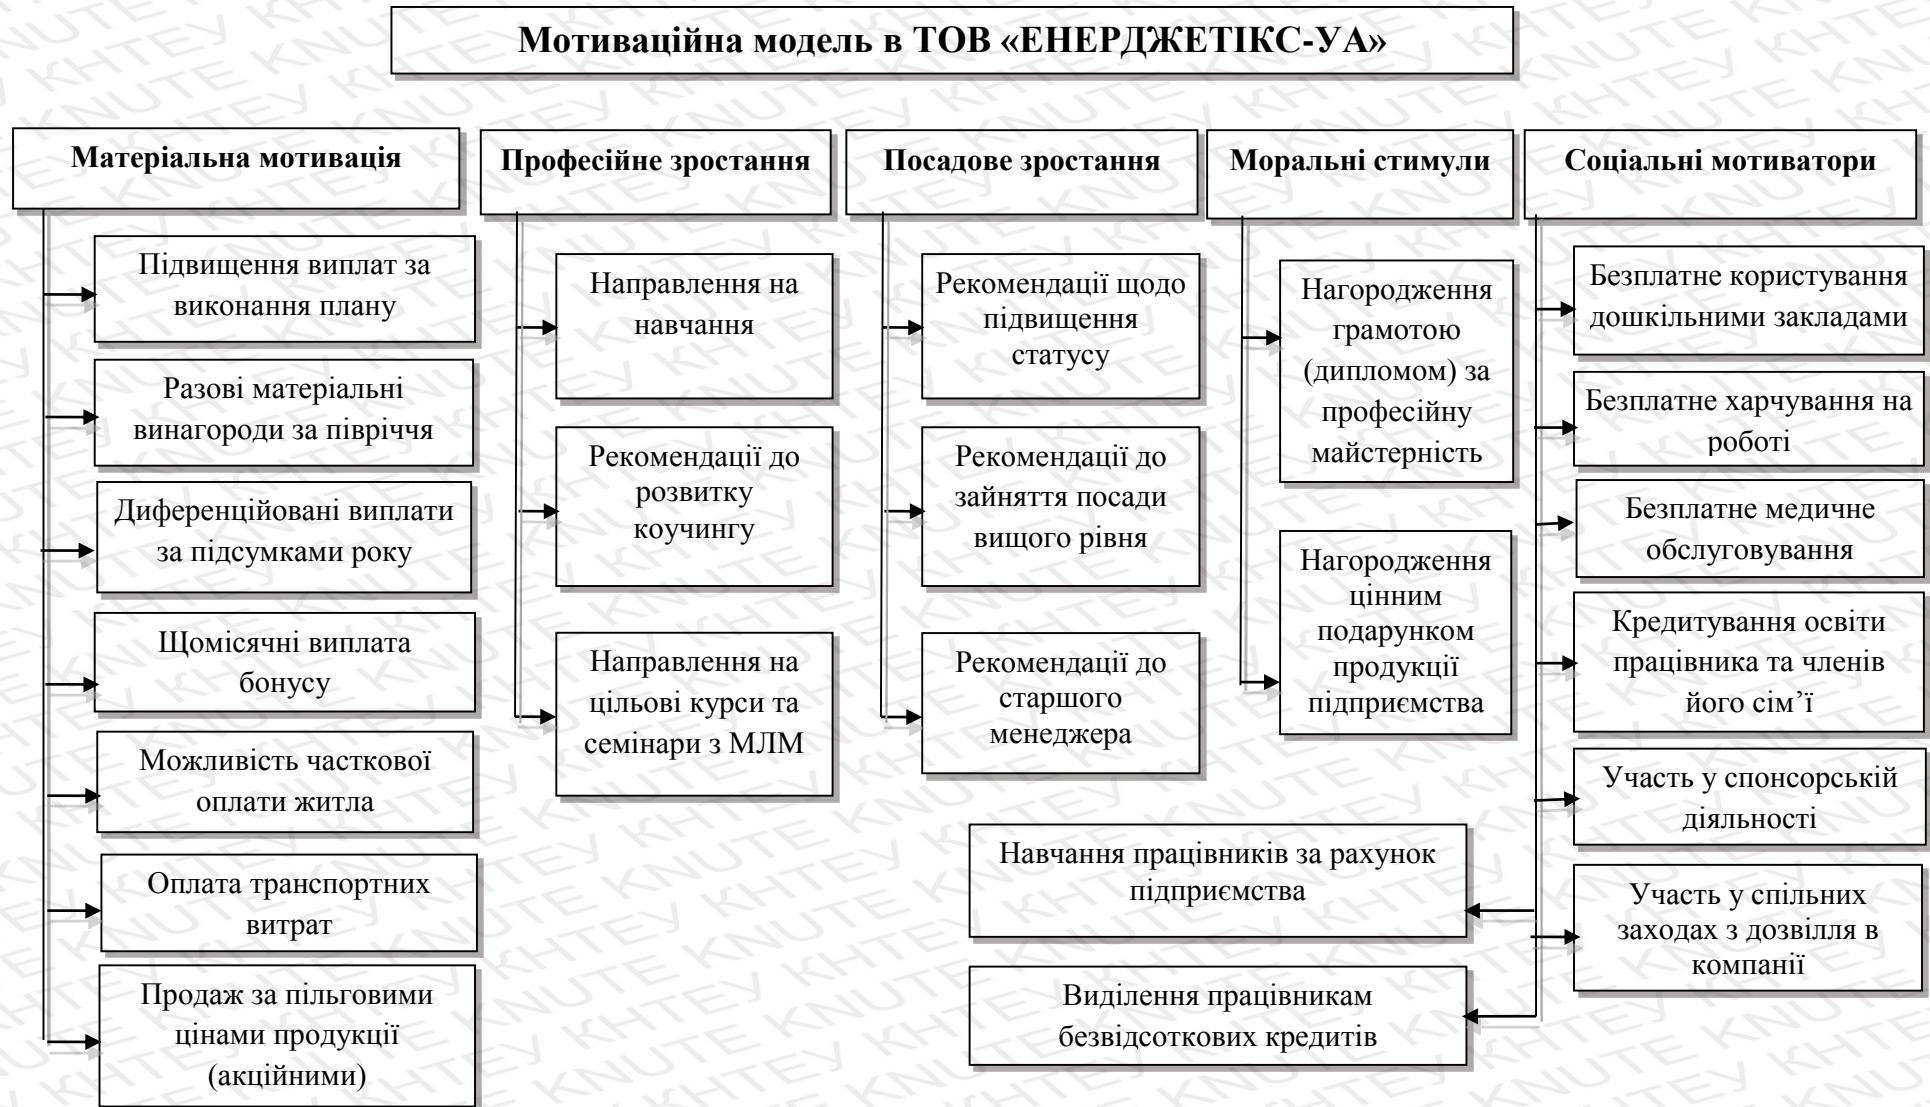 Мотиваційна модель в ТОВ «ЕНЕРДЖЕТІКС-УА»
Матеріальна мотивація
Підвищення виплат за
виконання плану
Разові матеріальні
винагороди за півріччя
Диференційовані виплати
за підсумками року
Щомісячні виплата
бонусу
Можливість часткової
оплати житла
Оплата транспортних
витрат
Продаж за пільговими
цінами продукції
(акційними)
Професійне зростання
Направлення на
навчання
Рекомендації до
розвитку
коучингу
Направлення на
цільові курси та
семінари з МЛМ
Посадове зростання
Рекомендації щодо
підвищення
статусу
Рекомендації до
зайняття посади
вищого рівня
Рекомендації до
старшого
менеджера
Моральні стимули
Нагородження
грамотою
(дипломом) за
професійну
майстерність
Нагородження
цінним
подарунком
продукції
підприємства
Соціальні мотиватори
Безплатне користування
дошкільними закладами
Безплатне харчування на
роботі
Безплатне медичне
обслуговування
Кредитування освіти
працівника та членів
його сім’ї
Участь у спонсорській
діяльності
Участь у спільних
заходах з дозвілля в
компанії
Навчання працівників за рахунок
підприємства
Виділення працівникам
безвідсоткових кредитів